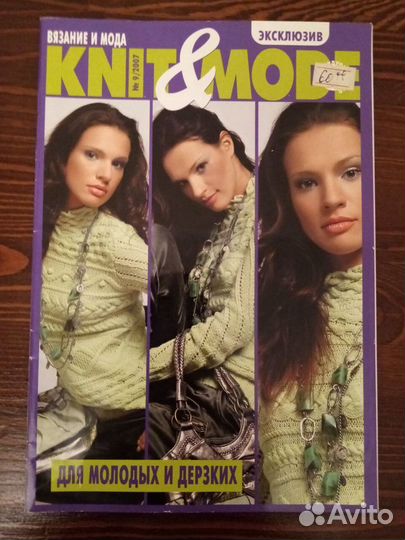 ВЯЗАНИЕ И МОДА
ЭКСКЛЮЗИВ
KNIT&MODE
№ 9/2007
60
ДЛЯ МОЛОДЫХ И ДЕРЗКИХ
Avito